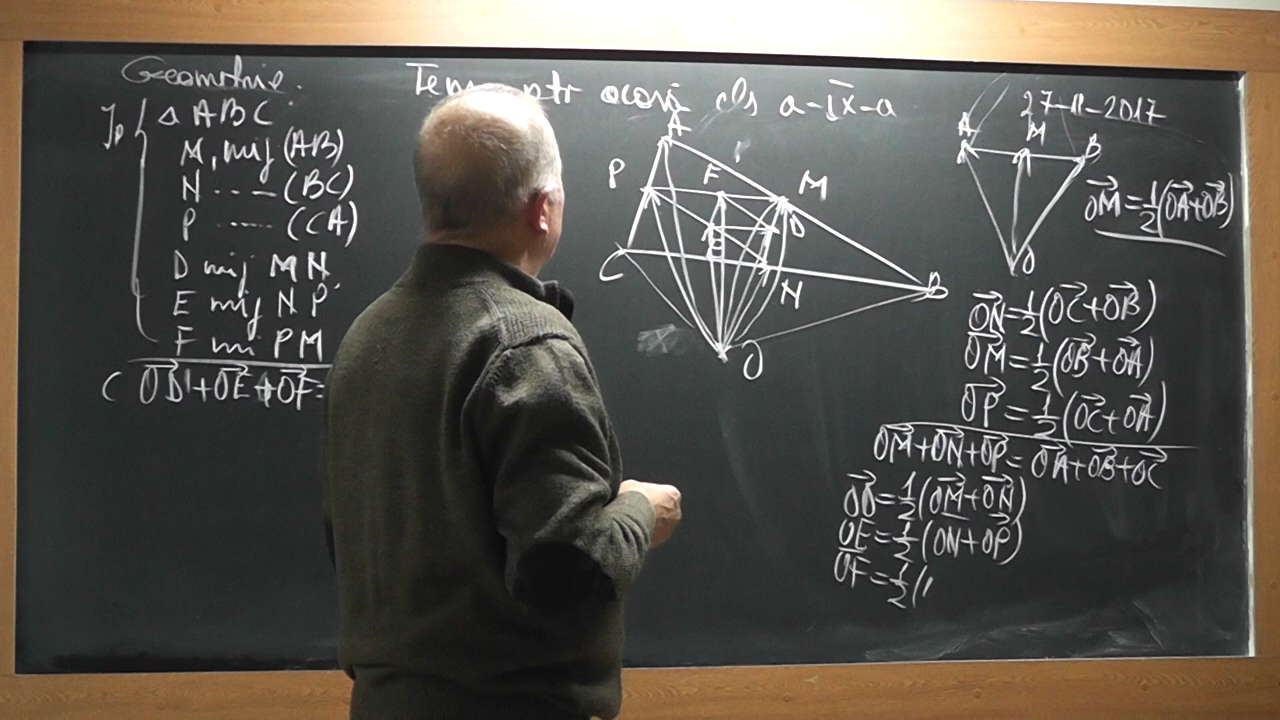 Geometrie.
Tema ptr acasă cls a-IX-a
27-11-2017
Ip
△ ABC
M, mij (AB)
N ..... (BC)
P ..... (CA)
D mij MN
E mij NP
F mij PM
C OD⃗+OE⃗+OF⃗=
A
P
F
M
D
E
C
N
B
O
A
M
B
O
OM⃗=1/2(OA⃗+OB⃗)
ON⃗=1/2(OC⃗+OB⃗)
OM⃗=1/2(OB⃗+OA⃗)
OP⃗=1/2(OC⃗+OA⃗)
OM⃗+ON⃗+OP⃗=OA⃗+OB⃗+OC⃗
OD⃗=1/2(OM⃗+ON⃗)
OE⃗=1/2(ON⃗+OP⃗)
OF⃗=1/2(